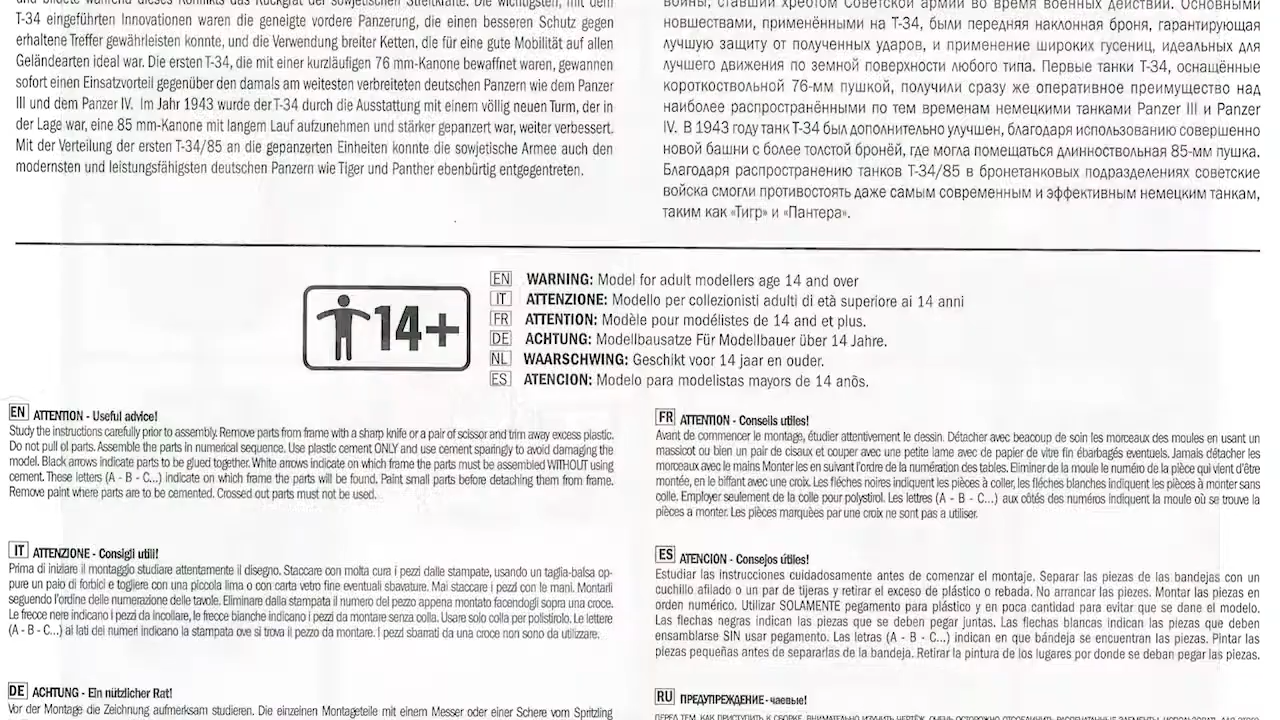 T-34 eingeführten Innovationen waren die geneigte vordere Panzerung, die einen besseren Schutz gegen
erhaltene Treffer gewährleisten konnte, und die Verwendung breiter Ketten, die für eine gute Mobilität auf allen
Geländearten ideal war. Die ersten T-34, die mit einer kurzläufigen 76 mm-Kanone bewaffnet waren, gewannen
sofort einen Einsatzvorteil gegenüber den damals am weitesten verbreiteten deutschen Panzern wie dem Panzer
III und dem Panzer IV. Im Jahr 1943 wurde der T-34 durch die Ausstattung mit einem völlig neuen Turm, der in
der Lage war, eine 85 mm-Kanone mit langem Lauf aufzunehmen und stärker gepanzert war, weiter verbessert.
Mit der Verteilung der ersten T-34/85 an die gepanzerten Einheiten konnte die sowjetische Armee auch den
modernsten und leistungsfähigsten deutschen Panzern wie Tiger und Panther ebenbürtig entgegentreten.
войны, ставший хребтом Советской армии во время военных действий. Основными
новшествами, применёнными на T-34, были передняя наклонная броня, гарантирующая
лучшую защиту от полученных ударов, и применение широких гусениц, идеальных для
лучшего движения по земной поверхности любого типа. Первые танки T-34, оснащённые
короткоствольной 76-мм пушкой, получили сразу же оперативное преимущество над
наиболее распространёнными по тем временам немецкими танками Panzer III и Panzer
IV. В 1943 году танк T-34 был дополнительно улучшен, благодаря использованию совершенно
новой башни с более толстой бронёй, где могла помещаться длинноствольная 85-мм пушка.
Благодаря распространению танков T-34/85 в бронетанковых подразделениях советские
войска смогли противостоять даже самым современным и эффективным немецким танкам,
таким как «Тигр» и «Пантера».
14+
EN WARNING: Model for adult modellers age 14 and over
IT ATTENZIONE: Modello per collezionisti adulti di età superiore ai 14 anni
FR ATTENTION: Modèle pour modélistes de 14 and et plus.
DE ACHTUNG: Modellbausatze Für Modellbauer über 14 Jahre.
NL WAARSCHWING: Geschikt voor 14 jaar en ouder.
ES ATENCION: Modelo para modelistas mayors de 14 anõs.
EN ATTENTION - Useful advice!
Study the instructions carefully prior to assembly. Remove parts from frame with a sharp knife or a pair of scissor and trim away excess plastic.
Do not pull of parts. Assemble the parts in numerical sequence. Use plastic cement ONLY and use cement sparingly to avoid damaging the
model. Black arrows indicate parts to be glued together. White arrows indicate on which frame the parts must be assembled WITHOUT using
cement. These letters (A - B - C...) indicate on which frame the parts will be found. Paint small parts before detaching them from frame.
Remove paint where parts are to be cemented. Crossed out parts must not be used.
FR ATTENTION - Conseils utiles!
Avant de commencer le montage, étudier attentivement le dessin. Détacher avec beaucoup de soin les morceaux des moules en usant un
massicot ou bien un pair de cisaux et couper avec une petite lame avec de papier de vitre fin ébarbagés eventuels. Jamais détacher les
morceaux avec le mains Monter les en suivant l'ordre de la numération des tables. Eliminer de la moule le numéro de la pièce qui vient d'être
montée, en le biffant avec une croix. Les fléches noires indiquent les pièces à coller, les fléches blanches indiquent les pièces à monter sans
colle. Employer seulement de la colle pour polystirol. Les lettres (A - B - C...) aux côtés des numéros indiquent la moule où se trouve la
pièces a monter. Les pièces marquèes par une croix ne sont pas a utiliser.
IT ATTENZIONE - Consigli utili!
Prima di iniziare il montaggio studiare attentamente il disegno. Staccare con molta cura i pezzi dalle stampate, usando un taglia-balsa op-
pure un paio di forbici e togliere con una piccola lima o con carta vetro fine eventuali sbavature. Mai staccare i pezzi con le mani. Montarli
seguendo l'ordine delle numerazione delle tavole. Eliminare dalla stampata il numero del pezzo appena montato facendogli sopra una croce.
Le frecce nere indicano i pezzi da incollare, le frecce bianche indicano i pezzi da montare senza colla. Usare solo colla per polistirolo. Le lettere
(A - B - C...) ai lati dei numeri indicano la stampata ove si trova il pezzo da montare. I pezzi sbarrati da una croce non sono da utilizzare.
ES ATENCION - Consejos útiles!
Estudiar las instrucciones cuidadosamente antes de comenzar el montaje. Separar las piezas de las bandejas con un
cuchillo afilado o un par de tijeras y retirar el exceso de plástico o rebada. No arrancar las piezes. Montar las piezas en
orden numérico. Utilizar SOLAMENTE pegamento para plástico y en poca cantidad para evitar que se dane el modelo.
Las flechas negras indican las piezas que se deben pegar juntas. Las flechas blancas indican las piezas que deben
ensamblarse SIN usar pegamento. Las letras (A - B - C...) indican en que bándeja se encuentran las piezas. Pintar las
piezas pequeñas antes de separarlas de la bandeja. Retirar la pintura de los lugares por donde se deban pegar las piezas.
DE ACHTUNG - Ein nützlicher Rat!
Vor der Montage die Zeichnung aufmerksam studieren. Die einzelnen Montageteile mit einem Messer oder einer Schere vom Spritzling
RU ПРЕДУПРЕЖДЕНИЕ - чаевые!